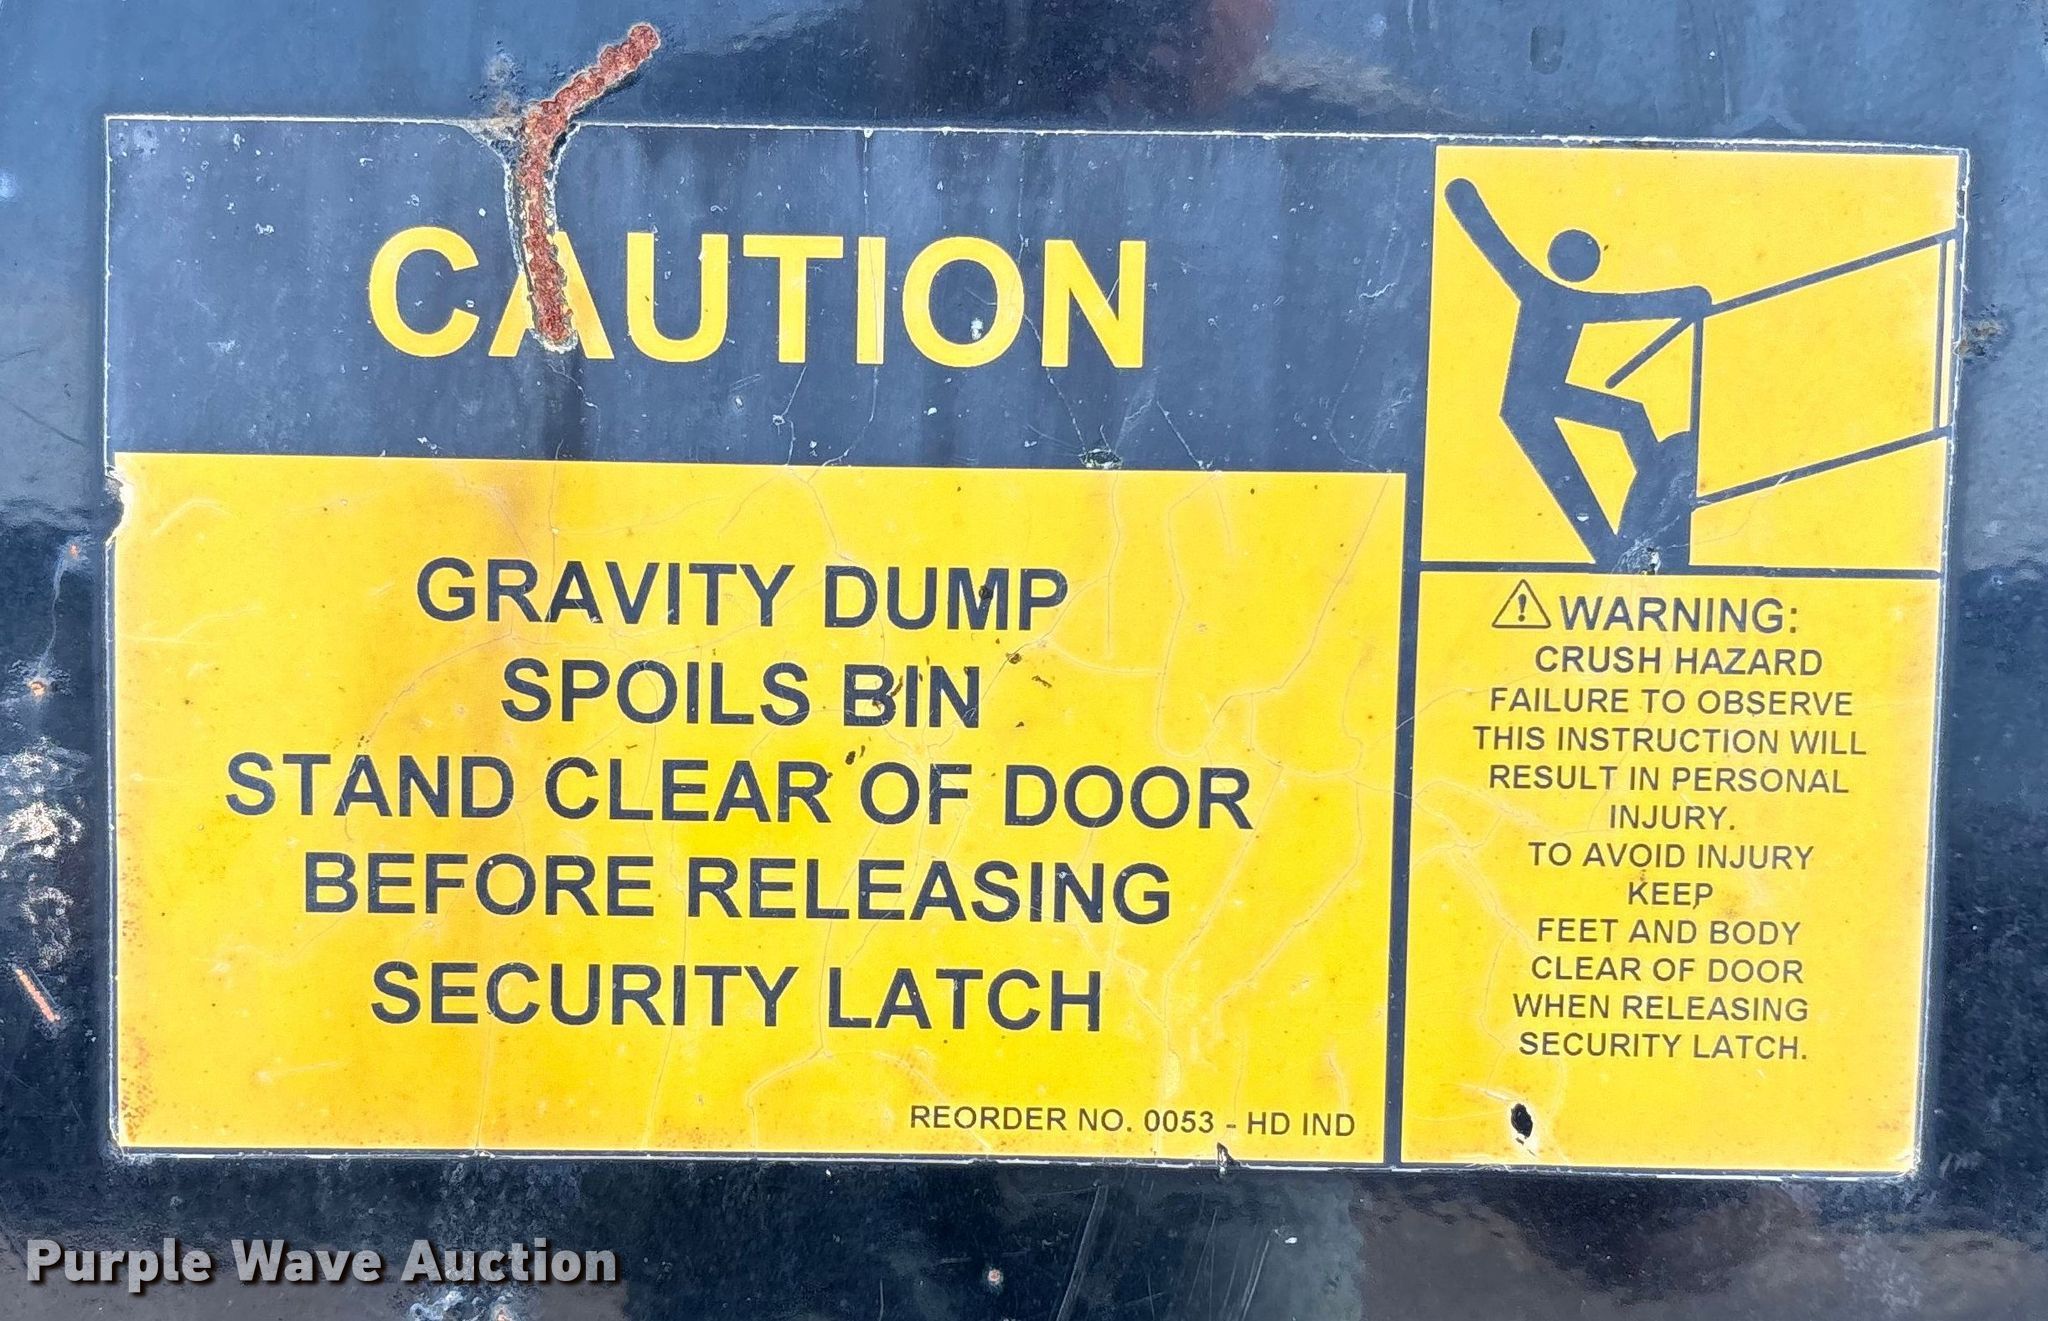 CAUTION
GRAVITY DUMP
SPOILS BIN
STAND CLEAR OF DOOR
BEFORE RELEASING
SECURITY LATCH
REORDER NO. 0053 - HD IND
WARNING:
CRUSH HAZARD
FAILURE TO OBSERVE
THIS INSTRUCTION WILL
RESULT IN PERSONAL
INJURY.
TO AVOID INJURY
KEEP
FEET AND BODY
CLEAR OF DOOR
WHEN RELEASING
SECURITY LATCH.
Purple Wave Auction